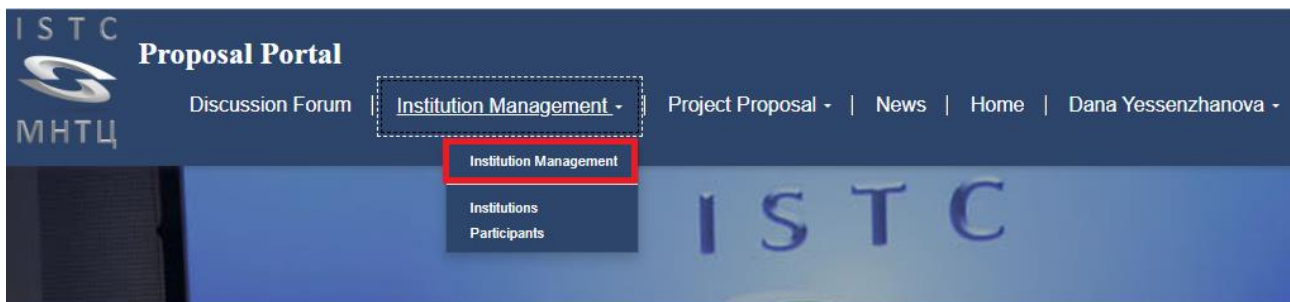 ISTC
МНТЦ
Proposal Portal
Discussion Forum | Institution Management | Project Proposal | News | Home | Dana Yessenzhanova
Institution Management
Institutions
Participants
ISTC